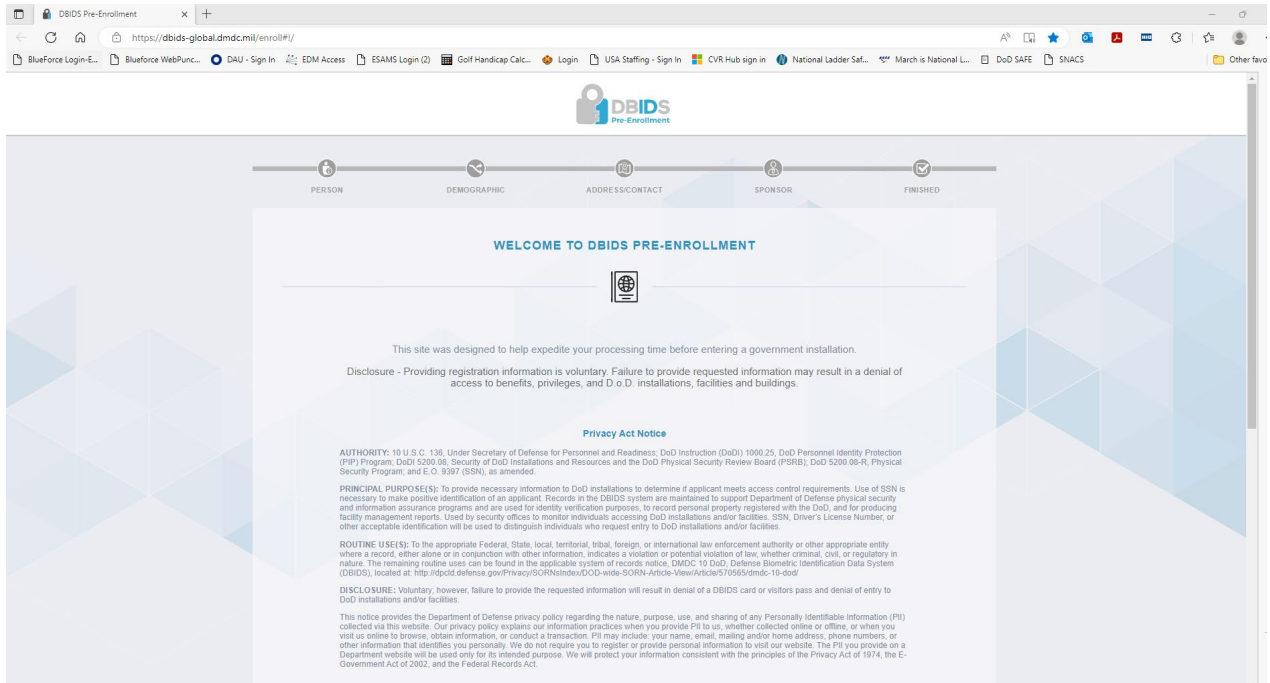 DBIDS Pre-Enrollment
https://dbids-global.dmdc.mil/enroll#!/
BlueForce Login-E...
Blueforce WebPunc...
DAU - Sign In
EDM Access
ESAMS Login (2)
Golf Handicap Calc...
Login
USA Staffing - Sign In
CVR Hub sign in
National Ladder Saf...
March is National L...
DoD SAFE
SNACS
Other favo
DBIDS
Pre-Enrollment
PERSON
DEMOGRAPHIC
ADDRESS/CONTACT
SPONSOR
FINISHED
WELCOME TO DBIDS PRE-ENROLLMENT
This site was designed to help expedite your processing time before entering a government installation.
Disclosure - Providing registration information is voluntary. Failure to provide requested information may result in a denial of
access to benefits, privileges, and D.o.D. installations, facilities and buildings.
Privacy Act Notice
AUTHORITY: 10 U.S.C. 136, Under Secretary of Defense for Personnel and Readiness; DoD Instruction (DoDI) 1000.25, DoD Personnel Identity Protection
(PIP) Program; DoDI 5200.08, Security of DoD Installations and Resources and the DoD Physical Security Review Board (PSRB); DoD 5200.08-R, Physical
Security Program; and E.O. 9397 (SSN), as amended.
PRINCIPAL PURPOSE(S): To provide necessary information to DoD installations to determine if applicant meets access control requirements. Use of SSN is
necessary to make positive identification of an applicant. Records in the DBIDS system are maintained to support Department of Defense physical security
and information assurance programs and are used for identity verification purposes, to record personal property registered with the DoD, and for producing
facility management reports. Used by security offices to monitor individuals accessing DoD installations and/or facilities. SSN, Driver's License Number, or
other acceptable identification will be used to distinguish individuals who request entry to DoD installations and/or facilities.
ROUTINE USE(S): To the appropriate Federal, State, local, territorial, tribal, foreign, or international law enforcement authority or other appropriate entity
where a record, either alone or in conjunction with other information, indicates a violation or potential violation of law, whether criminal, civil, or regulatory in
nature. The remaining routine uses can be found in the applicable system of records notice, DMDC 10 DoD, Defense Biometric Identification Data System
(DBIDS), located at: http://dpcld.defense.gov/Privacy/SORNsIndex/DOD-wide-SORN-Article-View/Article/570565/dmdc-10-dod/
DISCLOSURE: Voluntary; however, failure to provide the requested information will result in denial of a DBIDS card or visitors pass and denial of entry to
DoD installations and/or facilities.
This notice provides the Department of Defense privacy policy regarding the nature, purpose, use, and sharing of any Personally Identifiable Information (PII)
collected via this website. Our privacy policy explains our information practices when you provide PII to us, whether collected online or offline, or when you
visit us online to browse, obtain information, or conduct a transaction. PII may include: your name, email, mailing and/or home address, phone numbers, or
other information that identifies you personally. We do not require you to register or provide personal information to visit our website. The PII you provide on a
Department website will be used only for its intended purpose. We will protect your information consistent with the principles of the Privacy Act of 1974, the E-
Government Act of 2002, and the Federal Records Act.